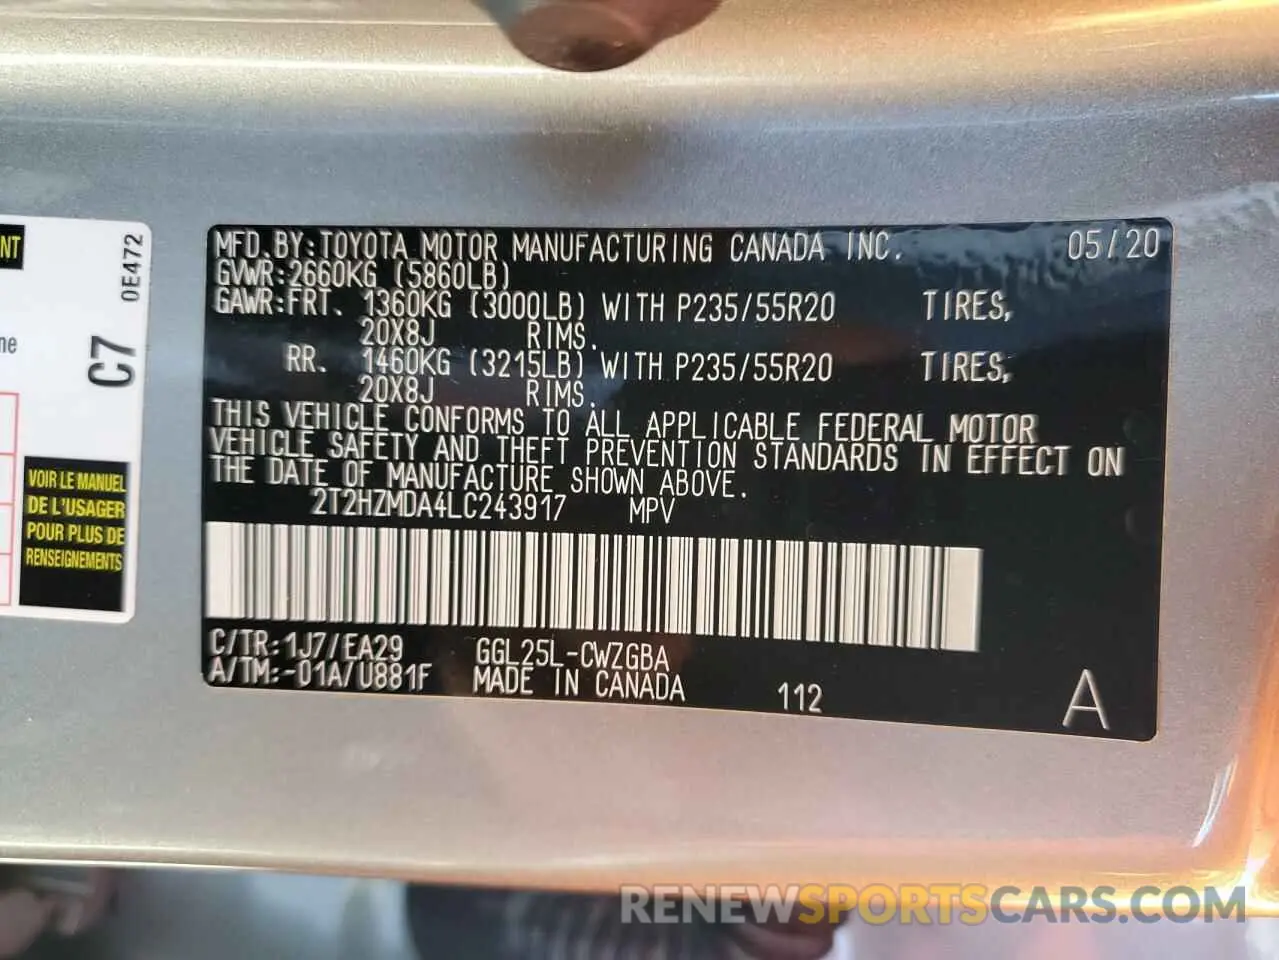 NT
0E472
C7
ne
VOIR LE MANUEL
DE L'USAGER
POUR PLUS DE
RENSEIGNEMENTS
MFD.BY:TOYOTA MOTOR MANUFACTURING CANADA INC. 05/20
GVWR:2660KG (5860LB)
GAWR:FRT. 1360KG (3000LB) WITH P235/55R20 TIRES,
20X8J RIMS.
RR. 1460KG (3215LB) WITH P235/55R20 TIRES,
20X8J RIMS.
THIS VEHICLE CONFORMS TO ALL APPLICABLE FEDERAL MOTOR
VEHICLE SAFETY AND THEFT PREVENTION STANDARDS IN EFFECT ON
THE DATE OF MANUFACTURE SHOWN ABOVE.
2T2HZMDA4LC243917 MPV
C/TR:1J7/EA29 GGL25L-CWZGBA
A/TM:-01A/U881F MADE IN CANADA 112 A
RENEWSPORTSCARS.COM